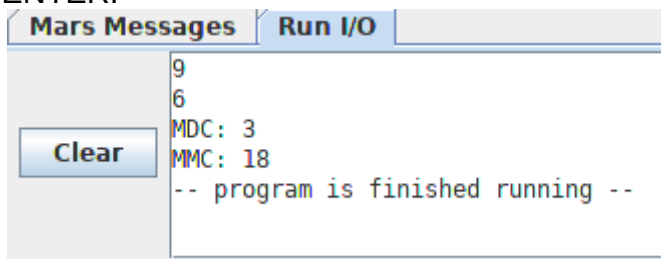 ENTER.
Mars Messages Run I/O
9
6
MDC: 3
Clear
MMC: 18
-- program is finished running --